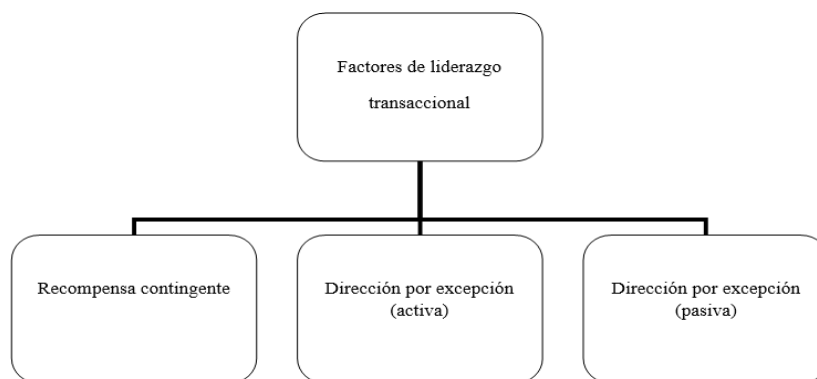 Factores de liderazgo
transaccional
Recompensa contingente
Dirección por excepción
(activa)
Dirección por excepción
(pasiva)